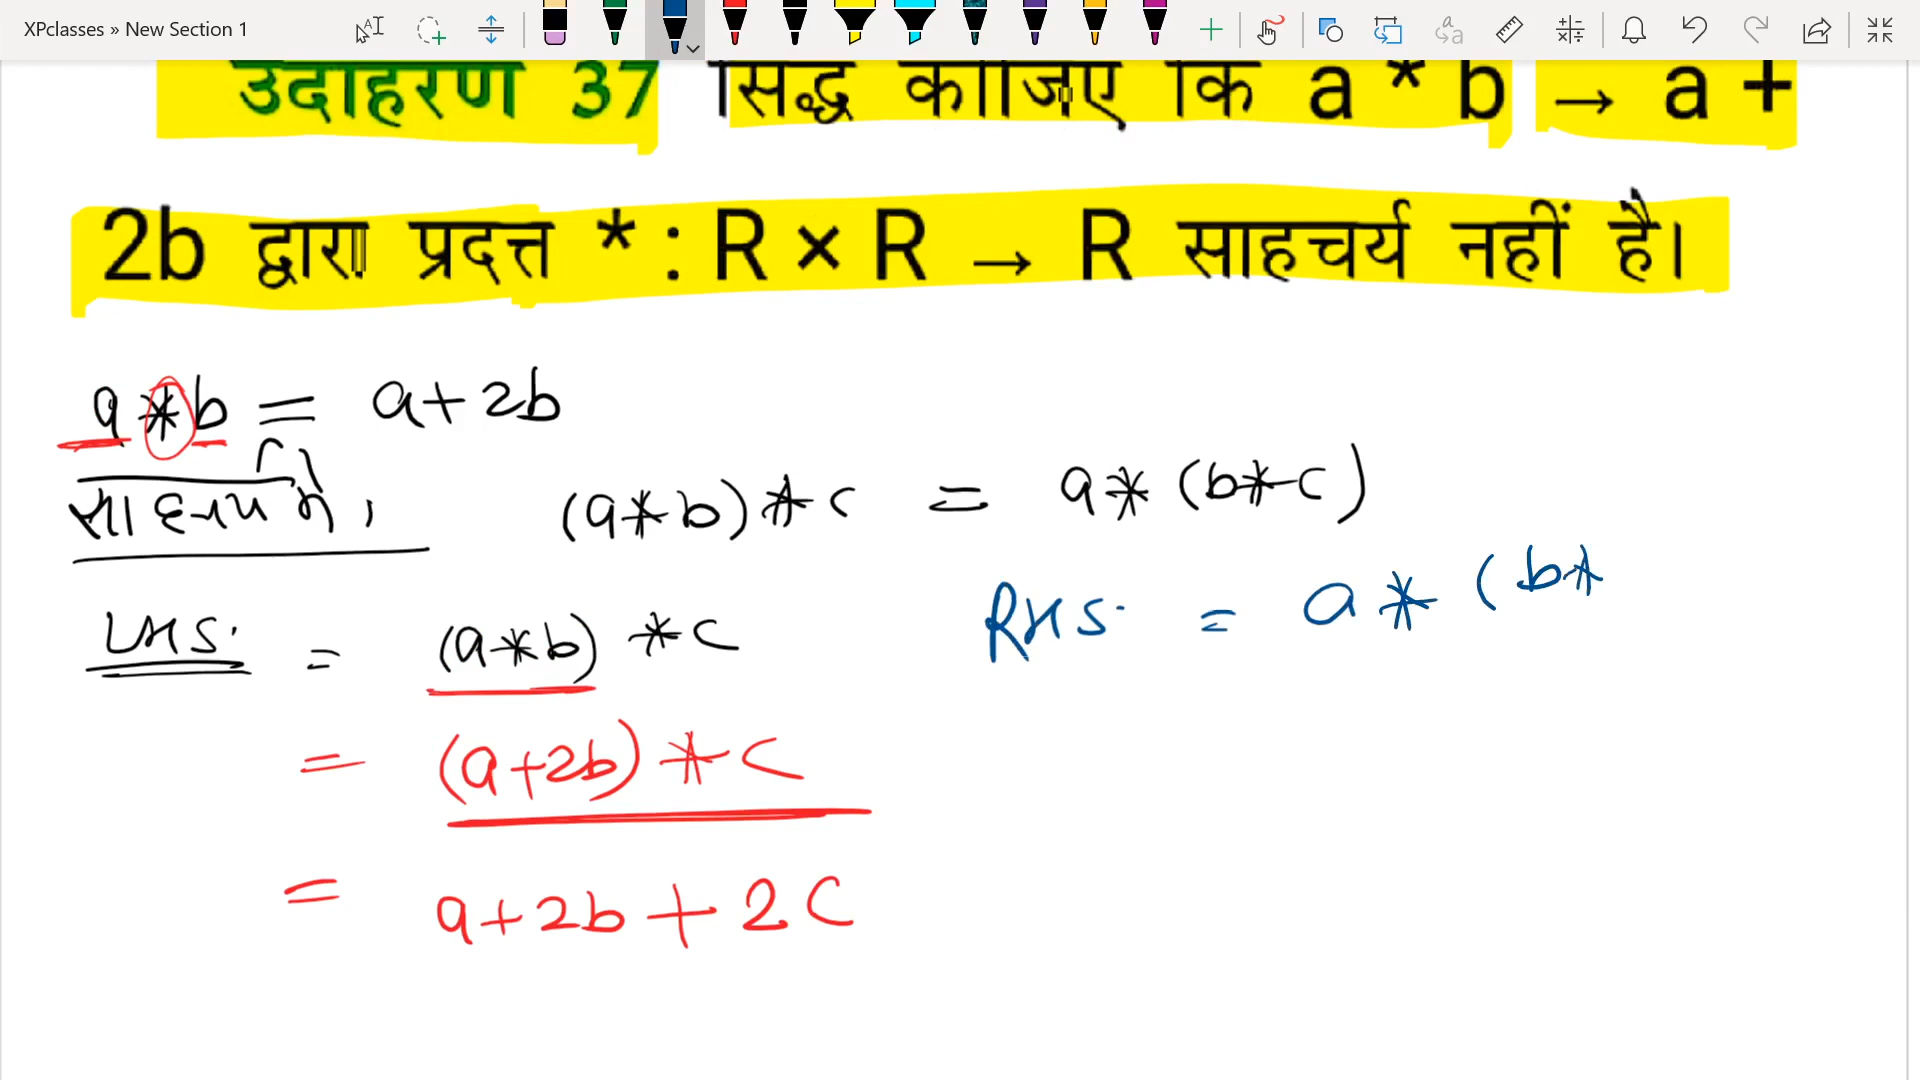 XPclasses » New Section 1
उदाहरण 37 सिद्ध कीजिए कि a * b → a +
2b द्वारा प्रदत्त * : R × R → R साहचर्य नहीं है।
a * b = a + 2b
(a * b) * c = a * (b * c)
LHS. = (a * b) * c
RHS. = a * ( b *
= (a + 2b) * c
= a + 2b + 2c